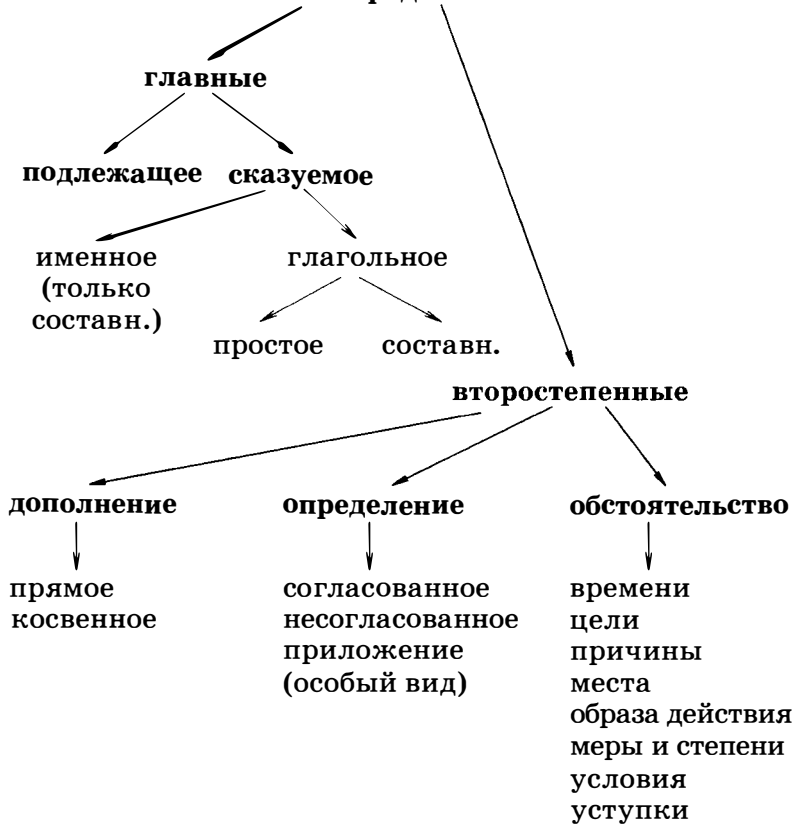 главные
подлежащее сказуемое
именное
(только
составн.)
глагольное
простое составн.
второстепенные
дополнение определение обстоятельство
прямое
косвенное
согласованное
несогласованное
приложение
(особый вид)
времени
цели
причины
места
образа действия
меры и степени
условия
уступки